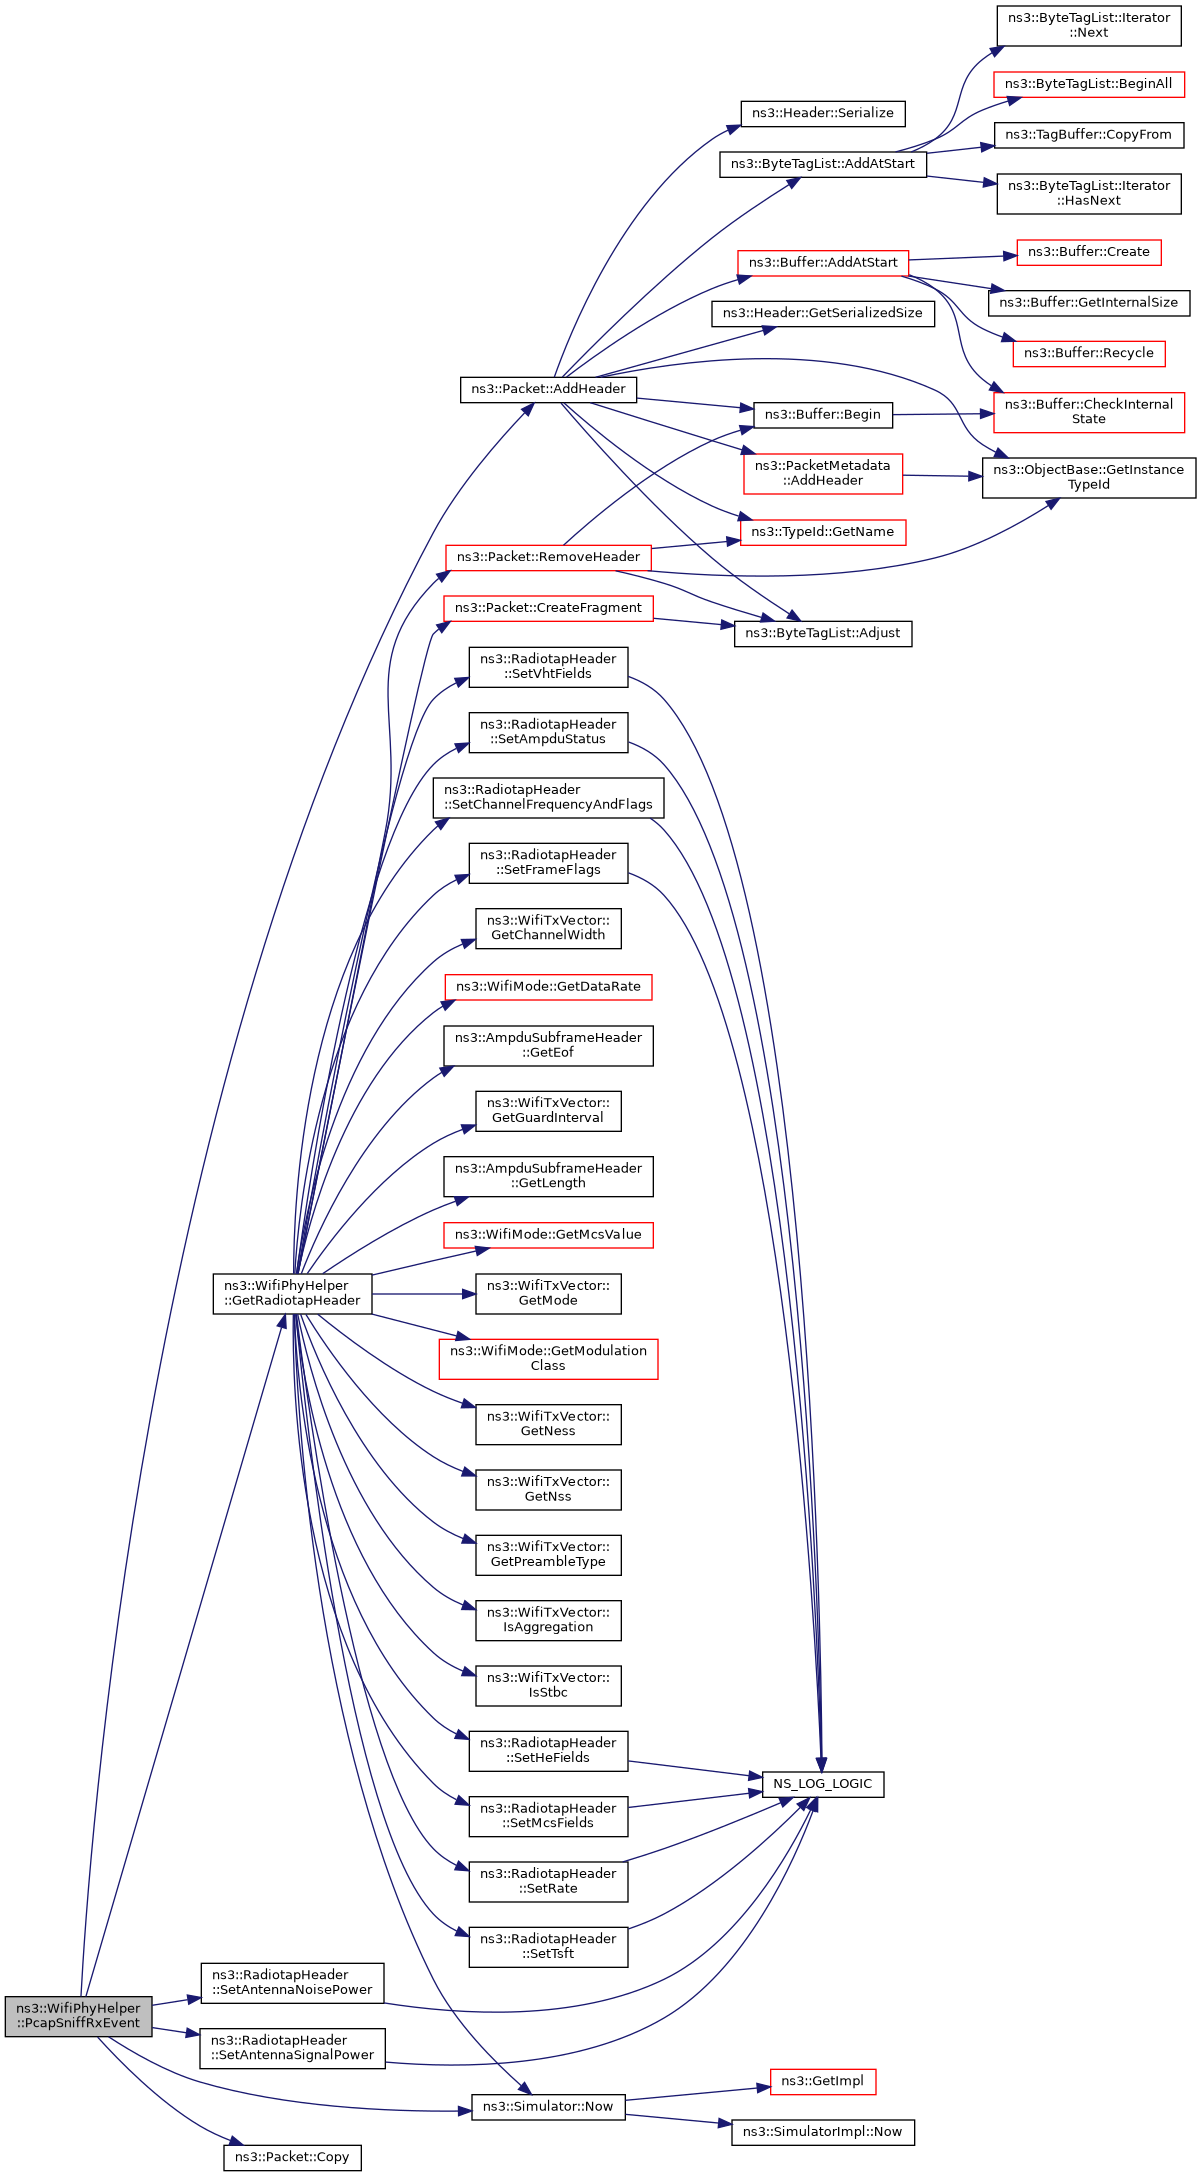 ns3::ByteTagList::Iterator
::Next
ns3::ByteTagList::BeginAll
ns3::Header::Serialize
ns3::TagBuffer::CopyFrom
ns3::ByteTagList::AddAtStart
ns3::ByteTagList::Iterator
::HasNext
ns3::Buffer::Create
ns3::Buffer::AddAtStart
ns3::Buffer::GetInternalSize
ns3::Header::GetSerializedSize
ns3::Buffer::Recycle
ns3::Packet::AddHeader
ns3::Buffer::CheckInternal
State
ns3::Buffer::Begin
ns3::PacketMetadata
::AddHeader
ns3::ObjectBase::GetInstance
TypeId
ns3::TypeId::GetName
ns3::Packet::RemoveHeader
ns3::Packet::CreateFragment
ns3::ByteTagList::Adjust
ns3::RadiotapHeader
::SetVhtFields
ns3::RadiotapHeader
::SetAmpduStatus
ns3::RadiotapHeader
::SetChannelFrequencyAndFlags
ns3::RadiotapHeader
::SetFrameFlags
ns3::WifiTxVector::
GetChannelWidth
ns3::WifiMode::GetDataRate
ns3::AmpduSubframeHeader
::GetEof
ns3::WifiTxVector::
GetGuardInterval
ns3::AmpduSubframeHeader
::GetLength
ns3::WifiMode::GetMcsValue
ns3::WifiPhyHelper
::GetRadiotapHeader
ns3::WifiTxVector::
GetMode
ns3::WifiMode::GetModulation
Class
ns3::WifiTxVector::
GetNess
ns3::WifiTxVector::
GetNss
ns3::WifiTxVector::
GetPreambleType
ns3::WifiTxVector::
IsAggregation
ns3::WifiTxVector::
IsStbc
ns3::RadiotapHeader
::SetHeFields
NS_LOG_LOGIC
ns3::RadiotapHeader
::SetMcsFields
ns3::RadiotapHeader
::SetRate
ns3::RadiotapHeader
::SetTsft
ns3::RadiotapHeader
::SetAntennaNoisePower
ns3::WifiPhyHelper
::PcapSniffRxEvent
ns3::RadiotapHeader
::SetAntennaSignalPower
ns3::GetImpl
ns3::Simulator::Now
ns3::SimulatorImpl::Now
ns3::Packet::Copy